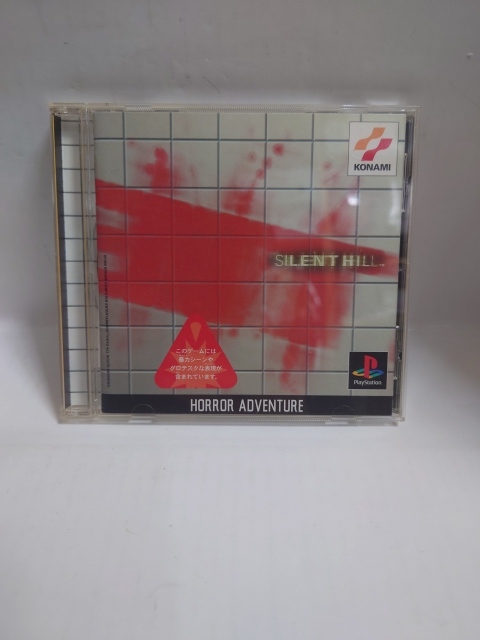 KONAMI
SILENT HILL
このゲームには
暴力シーンや
グロテスクな表現が
含まれています。
PlayStation
HORROR ADVENTURE